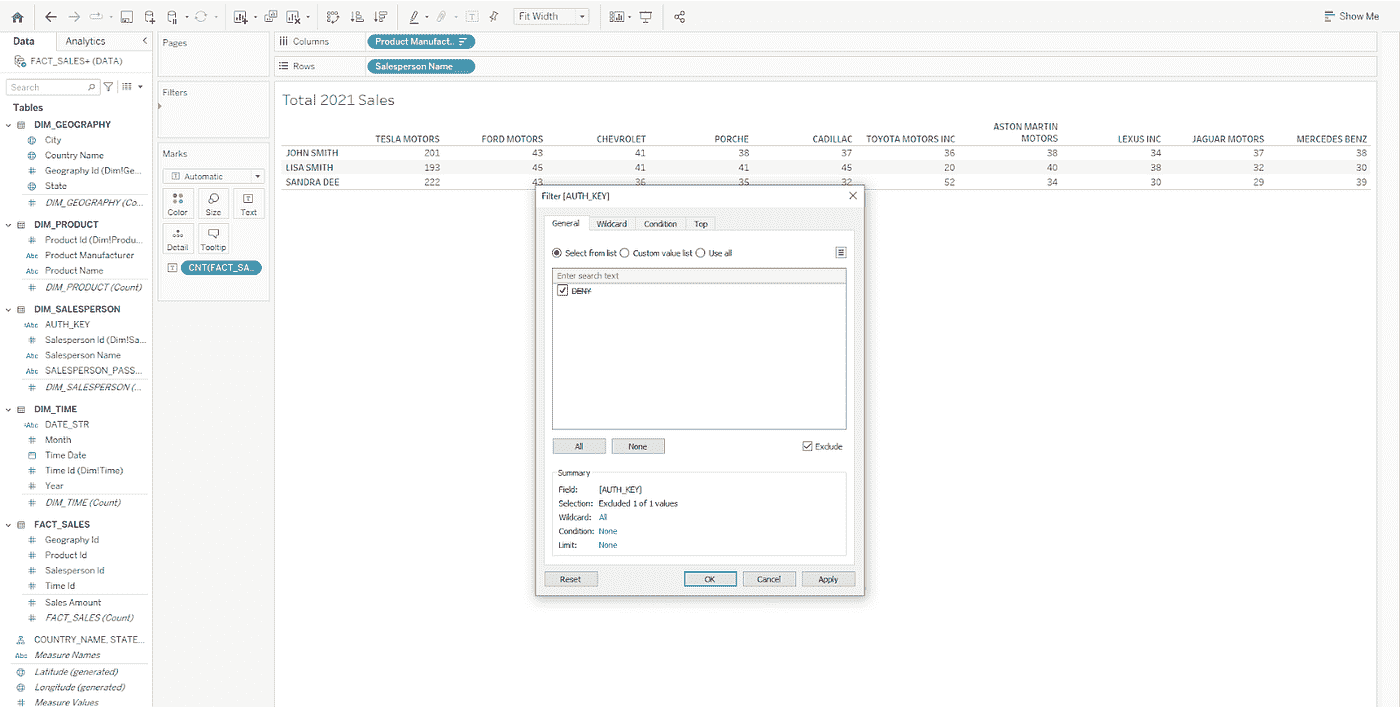 Fit Width
Show Me
Data
Analytics
FACT_SALES+ (DATA)
Search
Tables
DIM_GEOGRAPHY
City
Country Name
Geography Id (Dim!Ge...
State
DIM_GEOGRAPHY (Co...
DIM_PRODUCT
Product Id (Dim!Produ...
Abc Product Manufacturer
Abc Product Name
DIM_PRODUCT (Count)
DIM_SALESPERSON
=Abc AUTH_KEY
Salesperson Id (Dim!Sa...
Abc Salesperson Name
Abc SALESPERSON_PASS...
DIM_SALESPERSON (...
DIM_TIME
=Abc DATE_STR
Month
Time Date
Time Id (Dim!Time)
Year
DIM_TIME (Count)
FACT_SALES
Geography Id
Product Id
Salesperson Id
Time Id
Sales Amount
FACT_SALES (Count)
COUNTRY_NAME, STATE...
Abc Measure Names
Latitude (generated)
Longitude (generated)
Measure Values
Pages
Filters
Marks
Automatic
Color Size Text
Detail Tooltip
CNT(FACT_SA..
Columns Product Manufact..
Rows Salesperson Name
Total 2021 Sales
TESLA MOTORS FORD MOTORS CHEVROLET PORCHE CADILLAC TOYOTA MOTORS INC ASTON MARTIN MOTORS LEXUS INC JAGUAR MOTORS MERCEDES BENZ
JOHN SMITH 201 43 41 38 37 36 38 34 37 38
LISA SMITH 193 45 41 41 45 20 40 38 32 30
SANDRA DEE 222 43 36 35 32 52 34 30 29 39
Filter [AUTH_KEY]
General Wildcard Condition Top
Select from list Custom value list Use all
Enter search text
DENY
All None Exclude
Summary
Field: [AUTH_KEY]
Selection: Excluded 1 of 1 values
Wildcard: All
Condition: None
Limit: None
Reset OK Cancel Apply